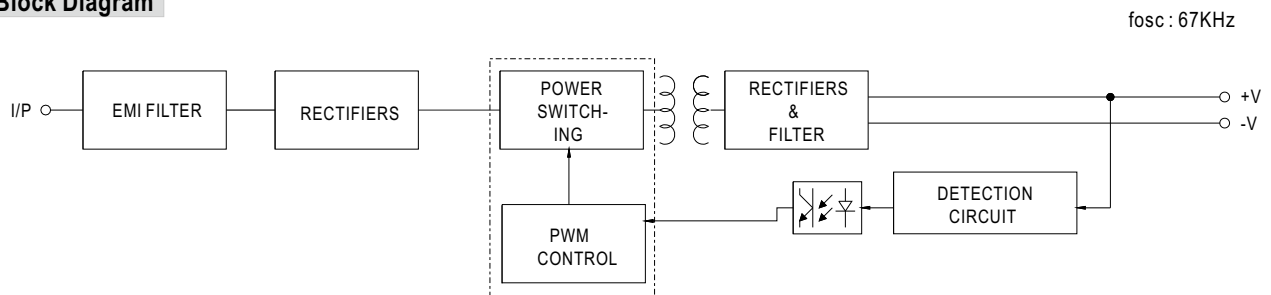 Block Diagram
fosc : 67KHz
I/P
EMI FILTER
RECTIFIERS
POWER
SWITCH-
ING
RECTIFIERS
&
FILTER
+V
-V
DETECTION
CIRCUIT
PWM
CONTROL